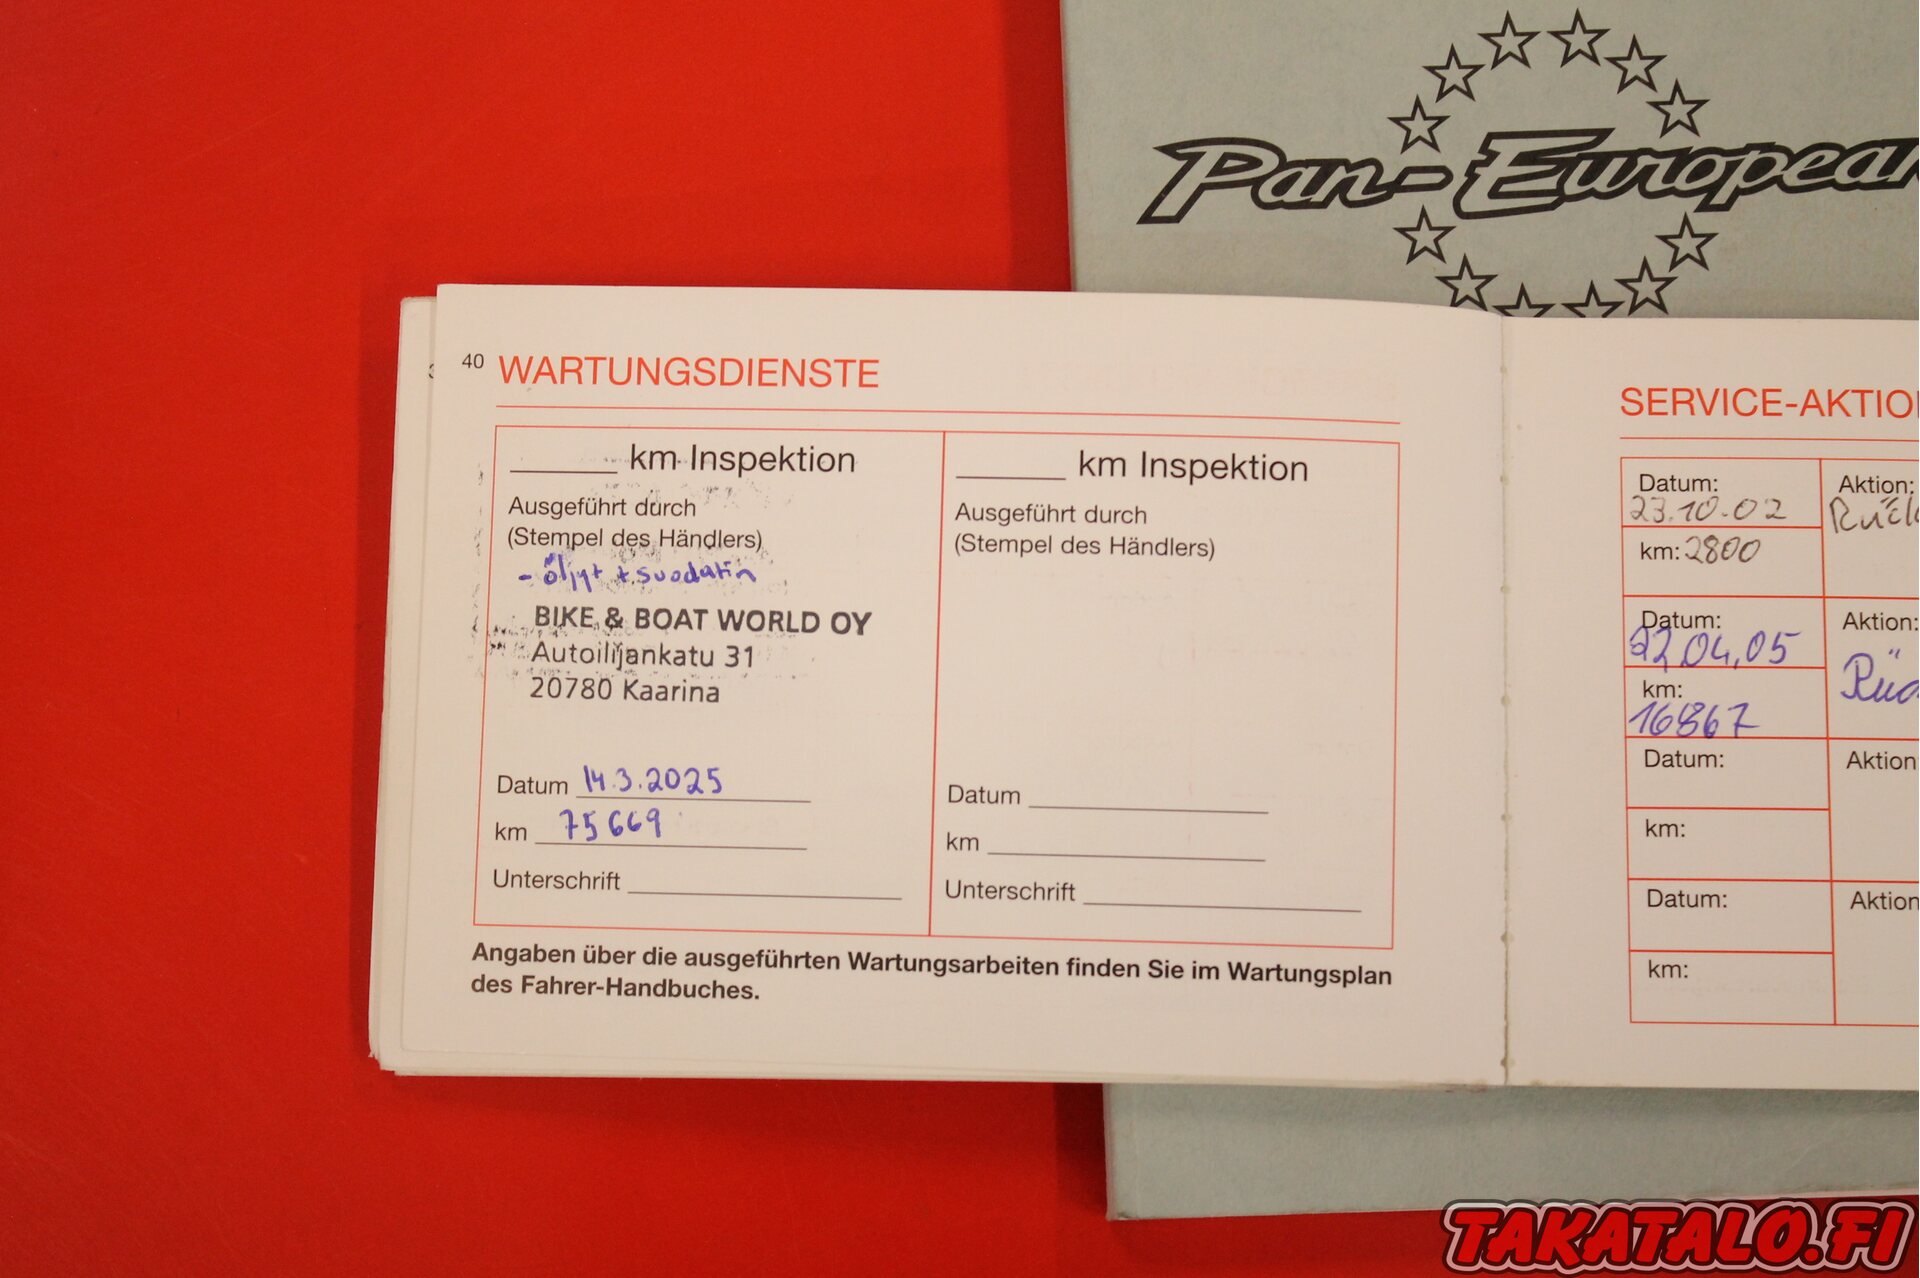 Pan-European
40 WARTUNGSDIENSTE
km Inspektion
Ausgeführt durch
(Stempel des Händlers)
- öljyt + suodatin
BIKE & BOAT WORLD OY
Autoilijankatu 31
20780 Kaarina
Datum 14.3.2025
km 75669
Unterschrift
km Inspektion
Ausgeführt durch
(Stempel des Händlers)
Datum
km
Unterschrift
Angaben über die ausgeführten Wartungsarbeiten finden Sie im Wartungsplan
des Fahrer-Handbuches.
SERVICE-AKTIO
Datum: Aktion:
23.10.02 Rück
km: 2800
Datum: Aktion:
22.04.05
km: Rüc
16867
Datum: Aktion
km:
Datum: Aktion
km:
TAKATALO.FI